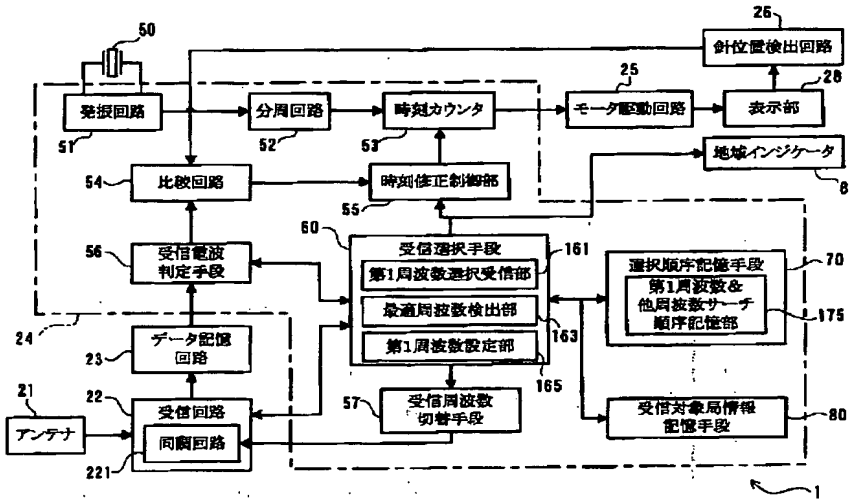 50
26
針位置検出回路
発振回路
51
分周回路
52
時刻カウンタ
53
25
モータ駆動回路
表示部
28
54
比較回路
時刻修正制御部
55
地域インジケータ
6
56
受信電波
判定手段
60
受信選択手段
第1周波数選択受信部
161
最適周波数検出部
163
第1周波数設定部
165
選択順序記憶手段
70
第1周波数&
他周波数サーチ
順序記憶部
175
24
23
データ記憶
回路
21
アンテナ
22
受信回路
同調回路
221
57
受信周波数
切替手段
受信対象局情報
記憶手段
80
1